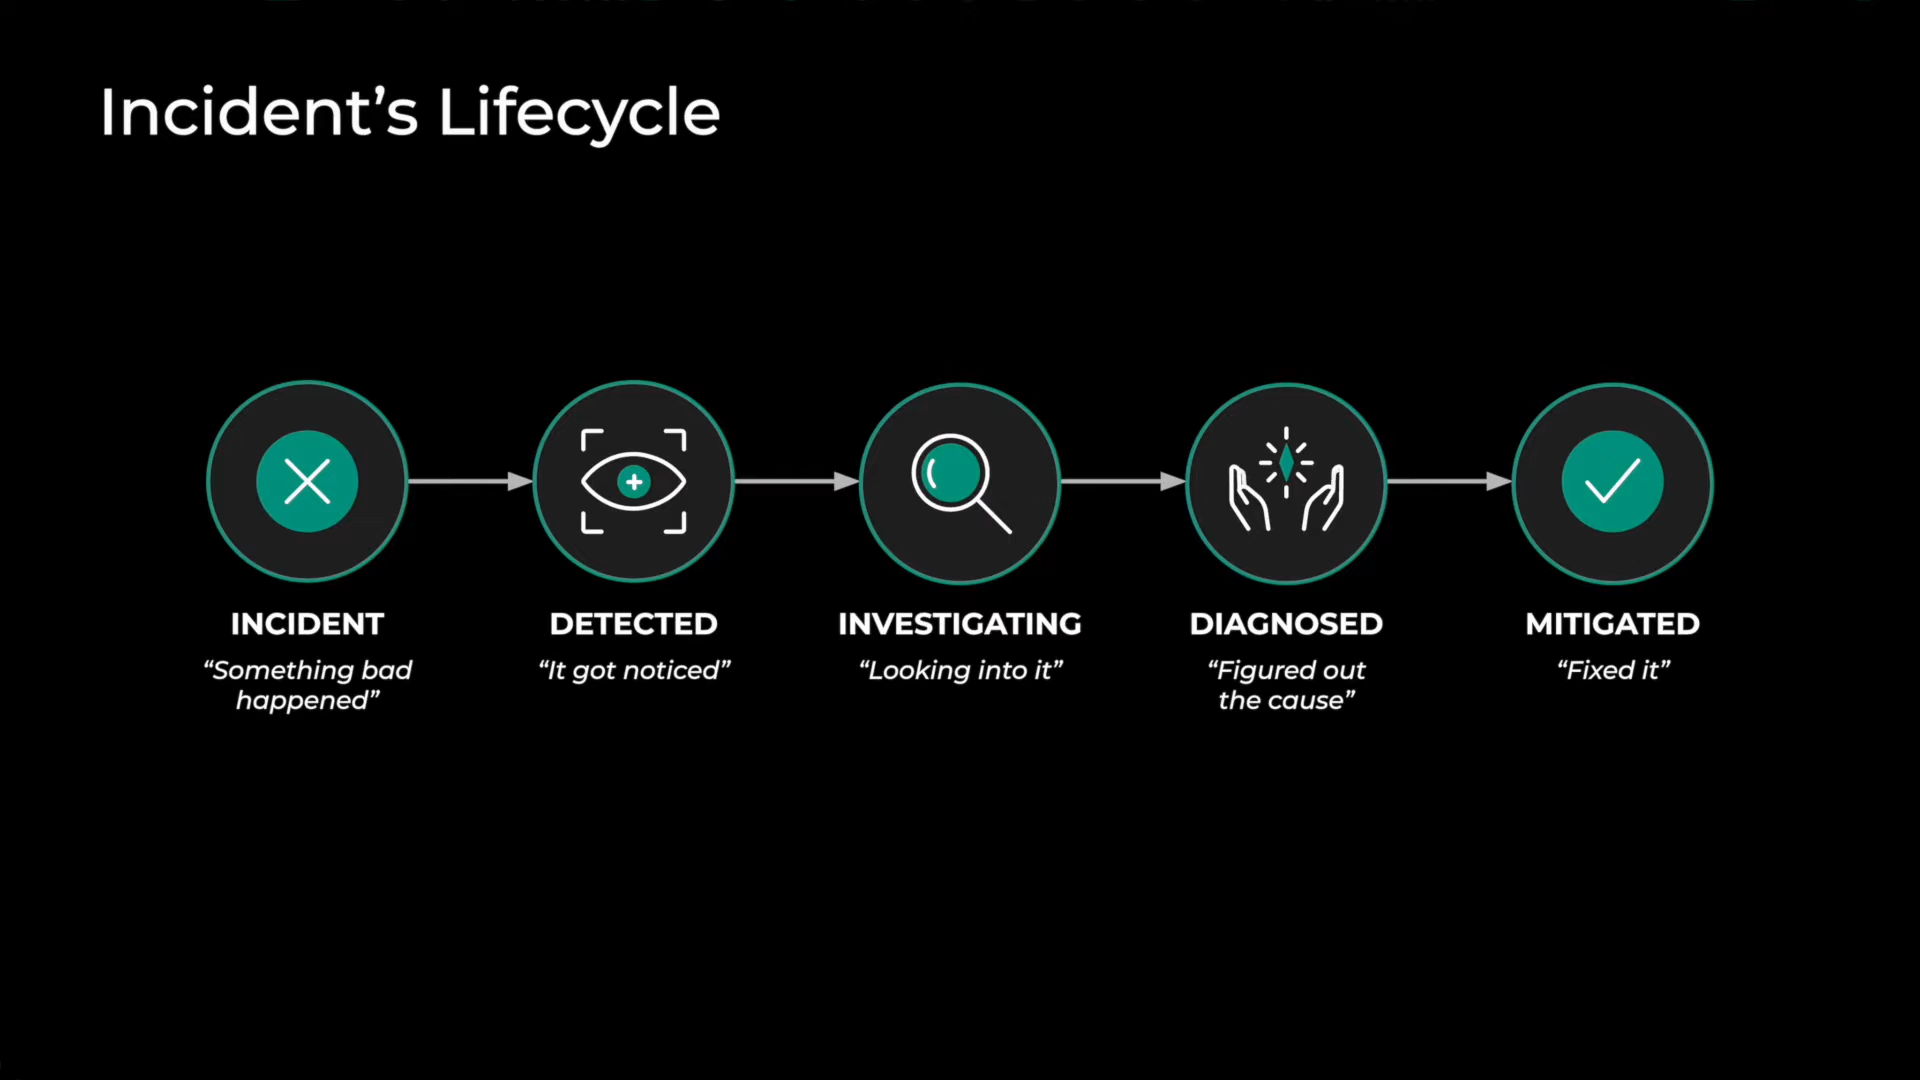 Incident’s Lifecycle
INCIDENT
“Something bad
happened”
DETECTED
“It got noticed”
INVESTIGATING
“Looking into it”
DIAGNOSED
“Figured out
the cause”
MITIGATED
“Fixed it”